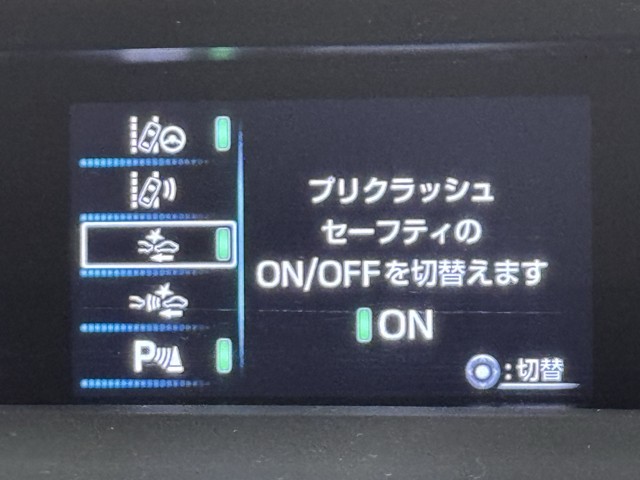 プリクラッシュ
セーフティの
ON/OFFを切替えます
ON
P
:切替